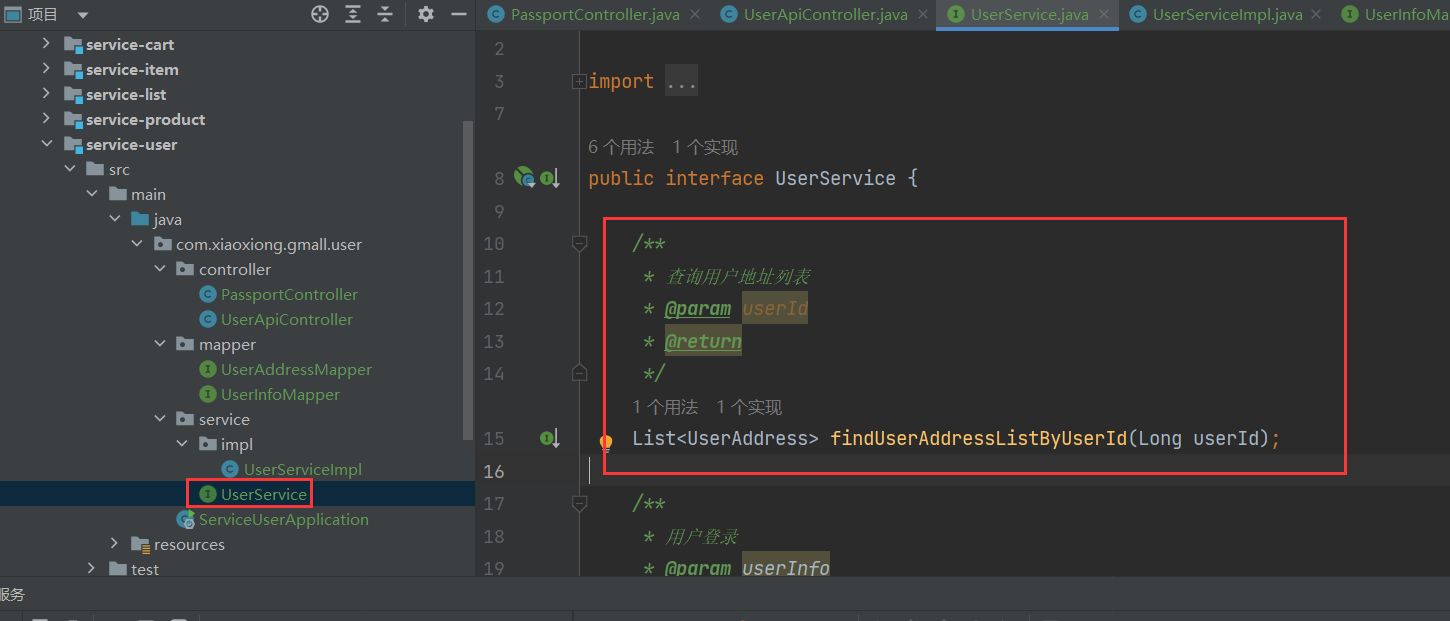 项目
PassportController.java
UserApiController.java
UserService.java
UserServiceImpl.java
UserInfoMa
service-cart
service-item
service-list
service-product
service-user
src
main
java
com.xiaoxiong.gmall.user
controller
PassportController
UserApiController
mapper
UserAddressMapper
UserInfoMapper
service
impl
UserServiceImpl
UserService
ServiceUserApplication
resources
test
服务
2
3 import ...
7
6 个用法 1 个实现
8 public interface UserService {
9
10 /**
11 * 查询用户地址列表
12 * @param userId
13 * @return
14 */
1 个用法 1 个实现
15 List<UserAddress> findUserAddressListByUserId(Long userId);
16
17 /**
18 * 用户登录
19 * @param userInfo